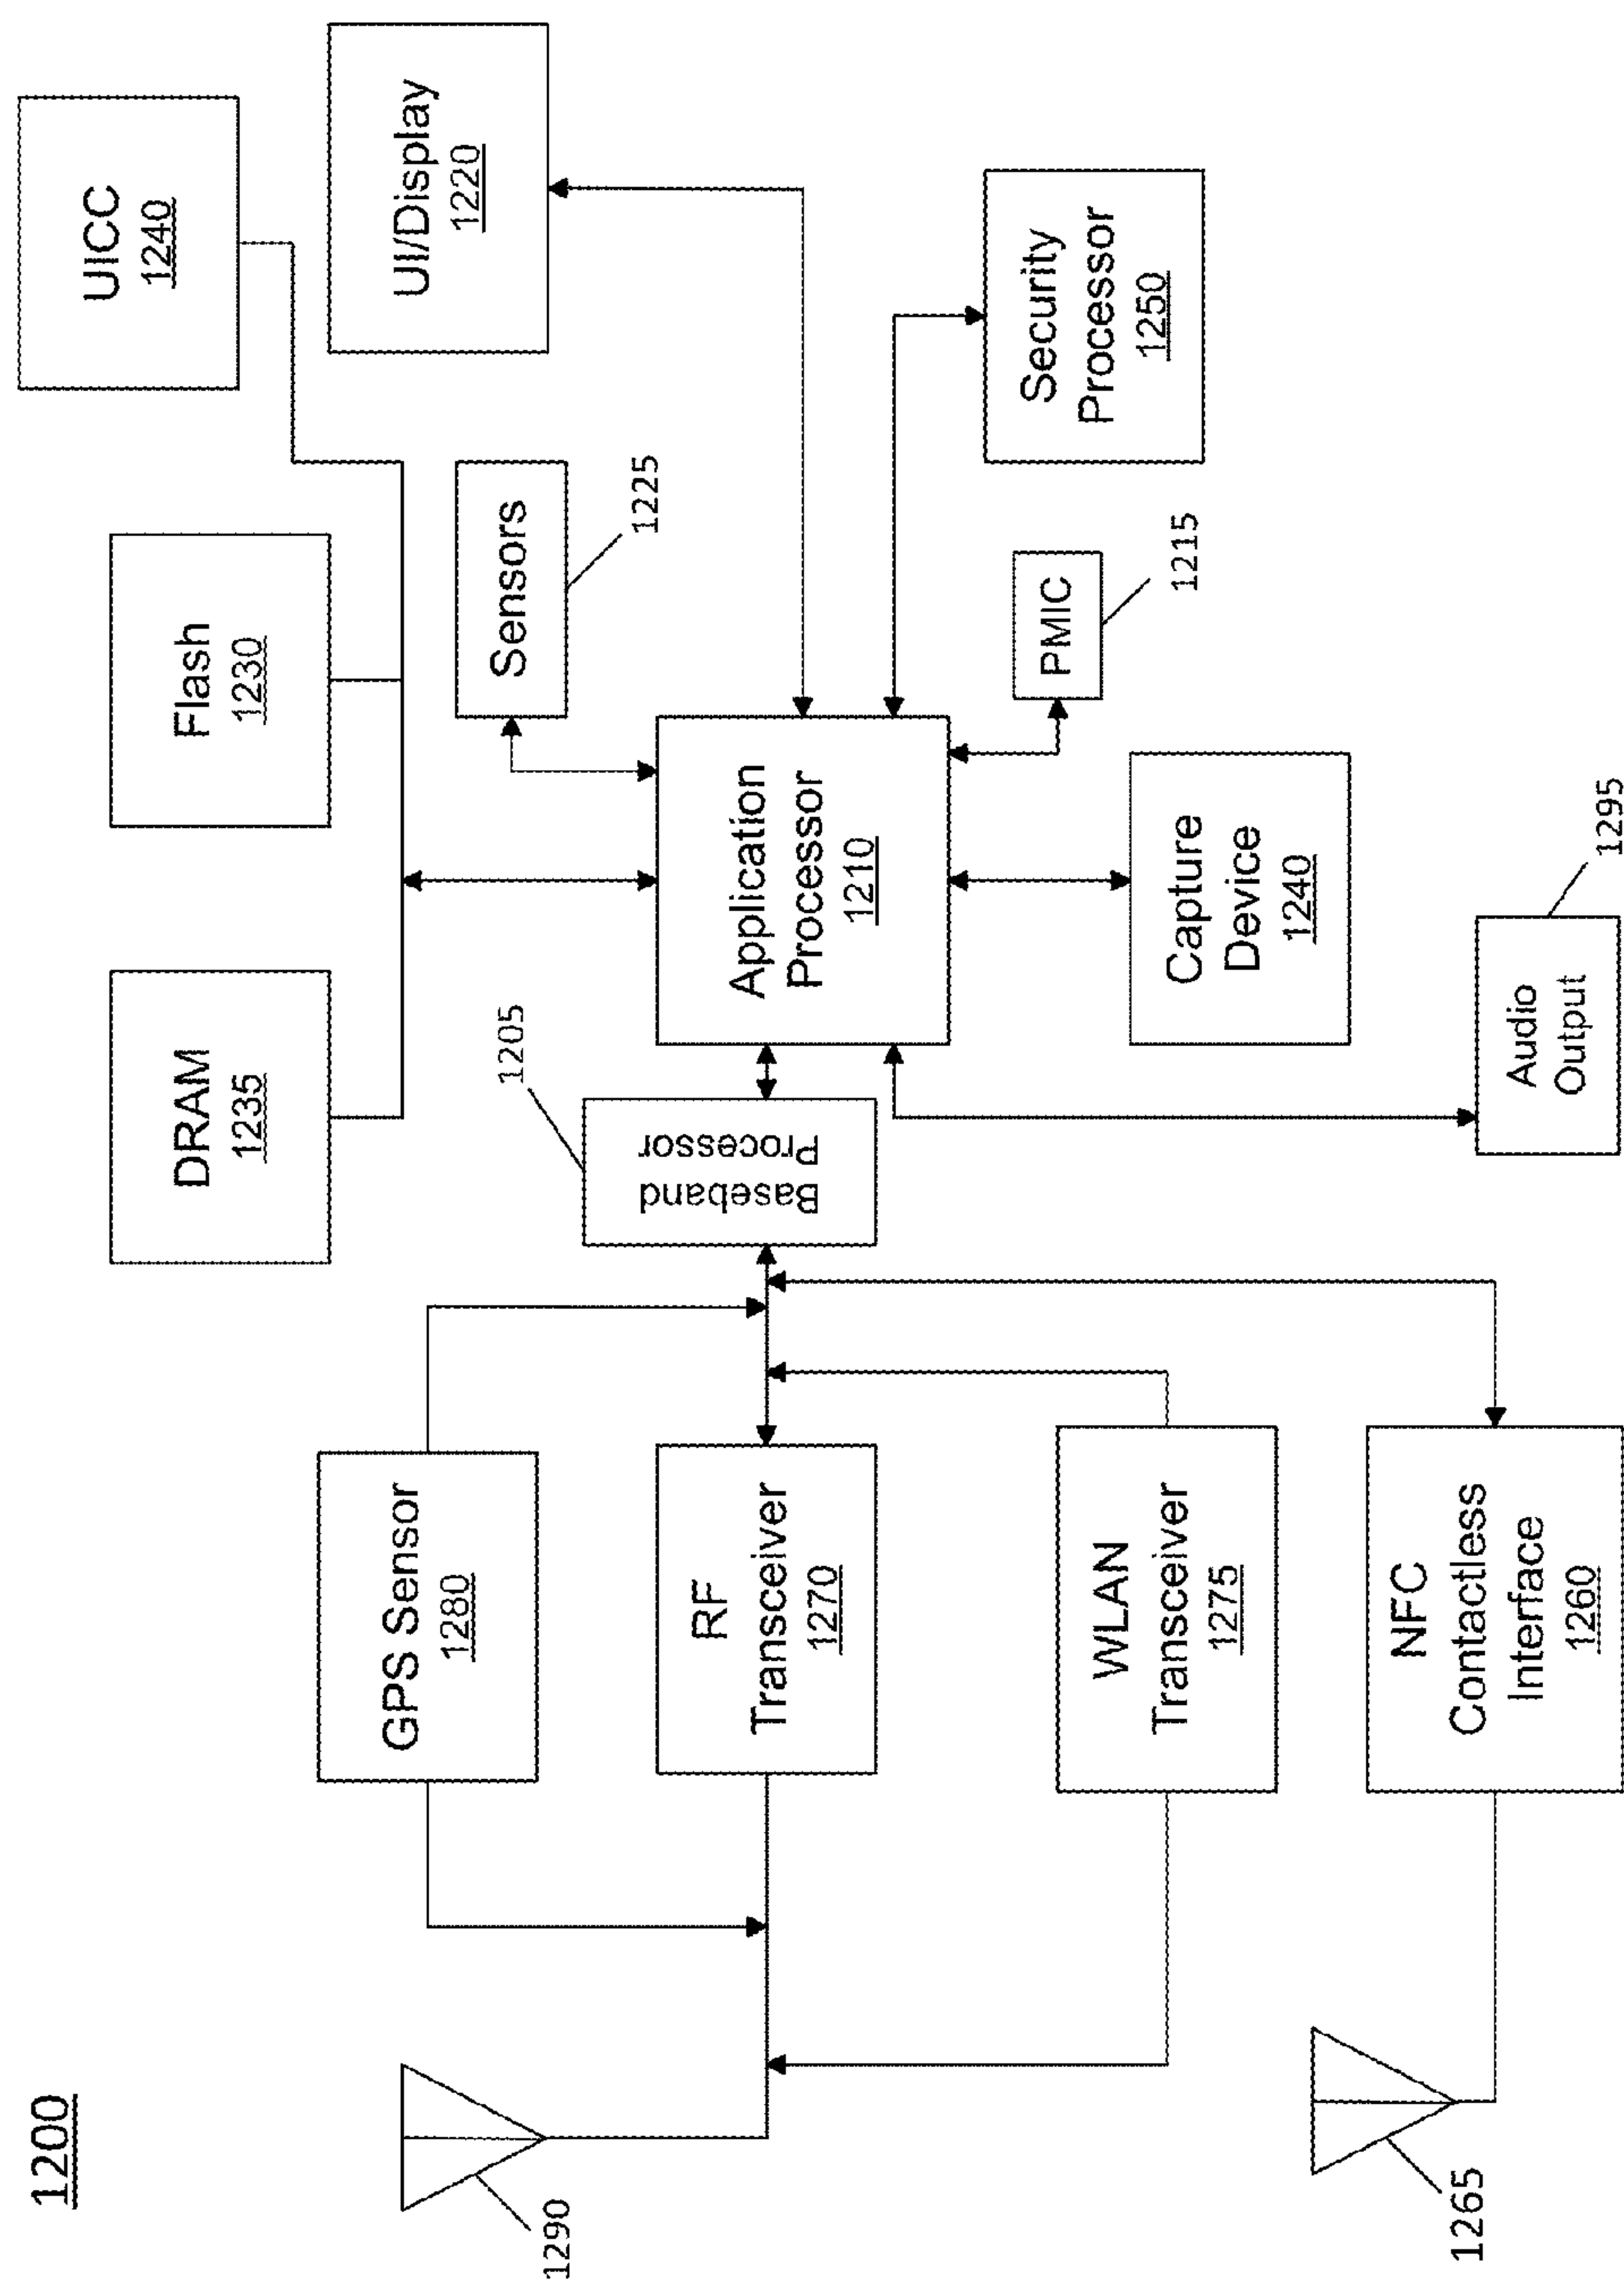 1200
UICC
1240
Flash
1230
DRAM
1235
UI/Display
1220
Sensors
1225
GPS Sensor
1280
1290
1205
Baseband
Processor
Application
Processor
1210
RF
Transceiver
1270
Security
Processor
1250
PMIC
1215
WLAN
Transceiver
1275
Capture
Device
1240
NFC
Contactless
Interface
1260
1265
Audio
Output
1295